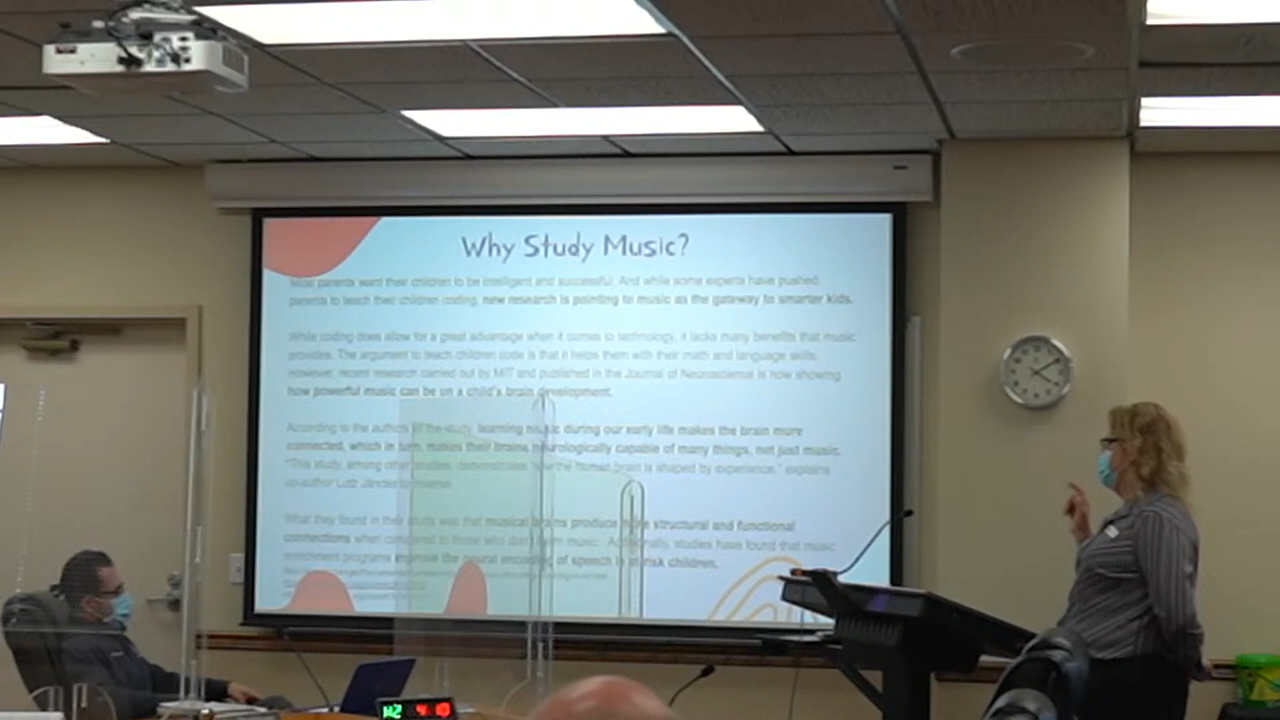 Why Study Music?
Most parents want their children to be intelligent and successful. And while some experts have pushed
parents to teach their children coding, new research is pointing to music as the gateway to smarter kids.
While coding does allow for a great advantage when it comes to technology, it lacks many benefits that music
provides. The argument to teach children code is that it helps them with their math and language skills.
However, recent research carried out by MIT and published in the Journal of Neuroscience is now showing
how powerful music can be on a child's brain development.
According to the authors of the study, learning music during our early life makes the brain more
connected, which in turn, makes their brains neurologically capable of many things, not just music.
"This study, among other studies, demonstrates how the human brain is shaped by experience." explains
co-author Lutz Jäncke
What they found in their study was that musical brains produce more structural and functional
connections when compared to those who don't learn music. Additionally, studies have found that music
enrichment programs improve the neural encoding of speech in at-risk children.